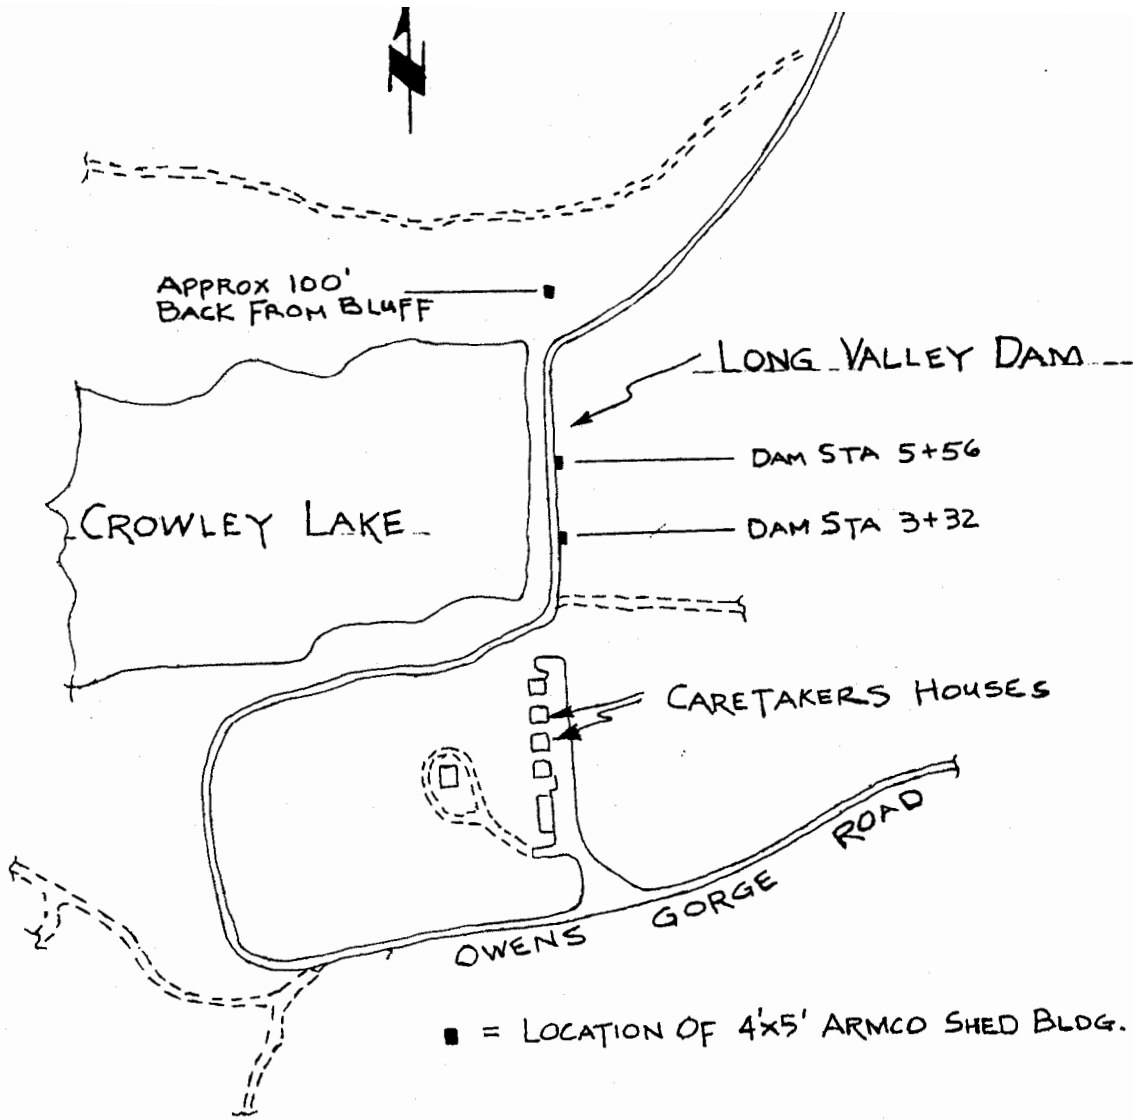 N
APPROX 100'
BACK FROM BLUFF
LONG VALLEY DAM
DAM STA 5+56
CROWLEY LAKE
DAM STA 3+32
CARETAKERS HOUSES
OWENS GORGE ROAD
■ = LOCATION OF 4'x5' ARMCO SHED BLDG.